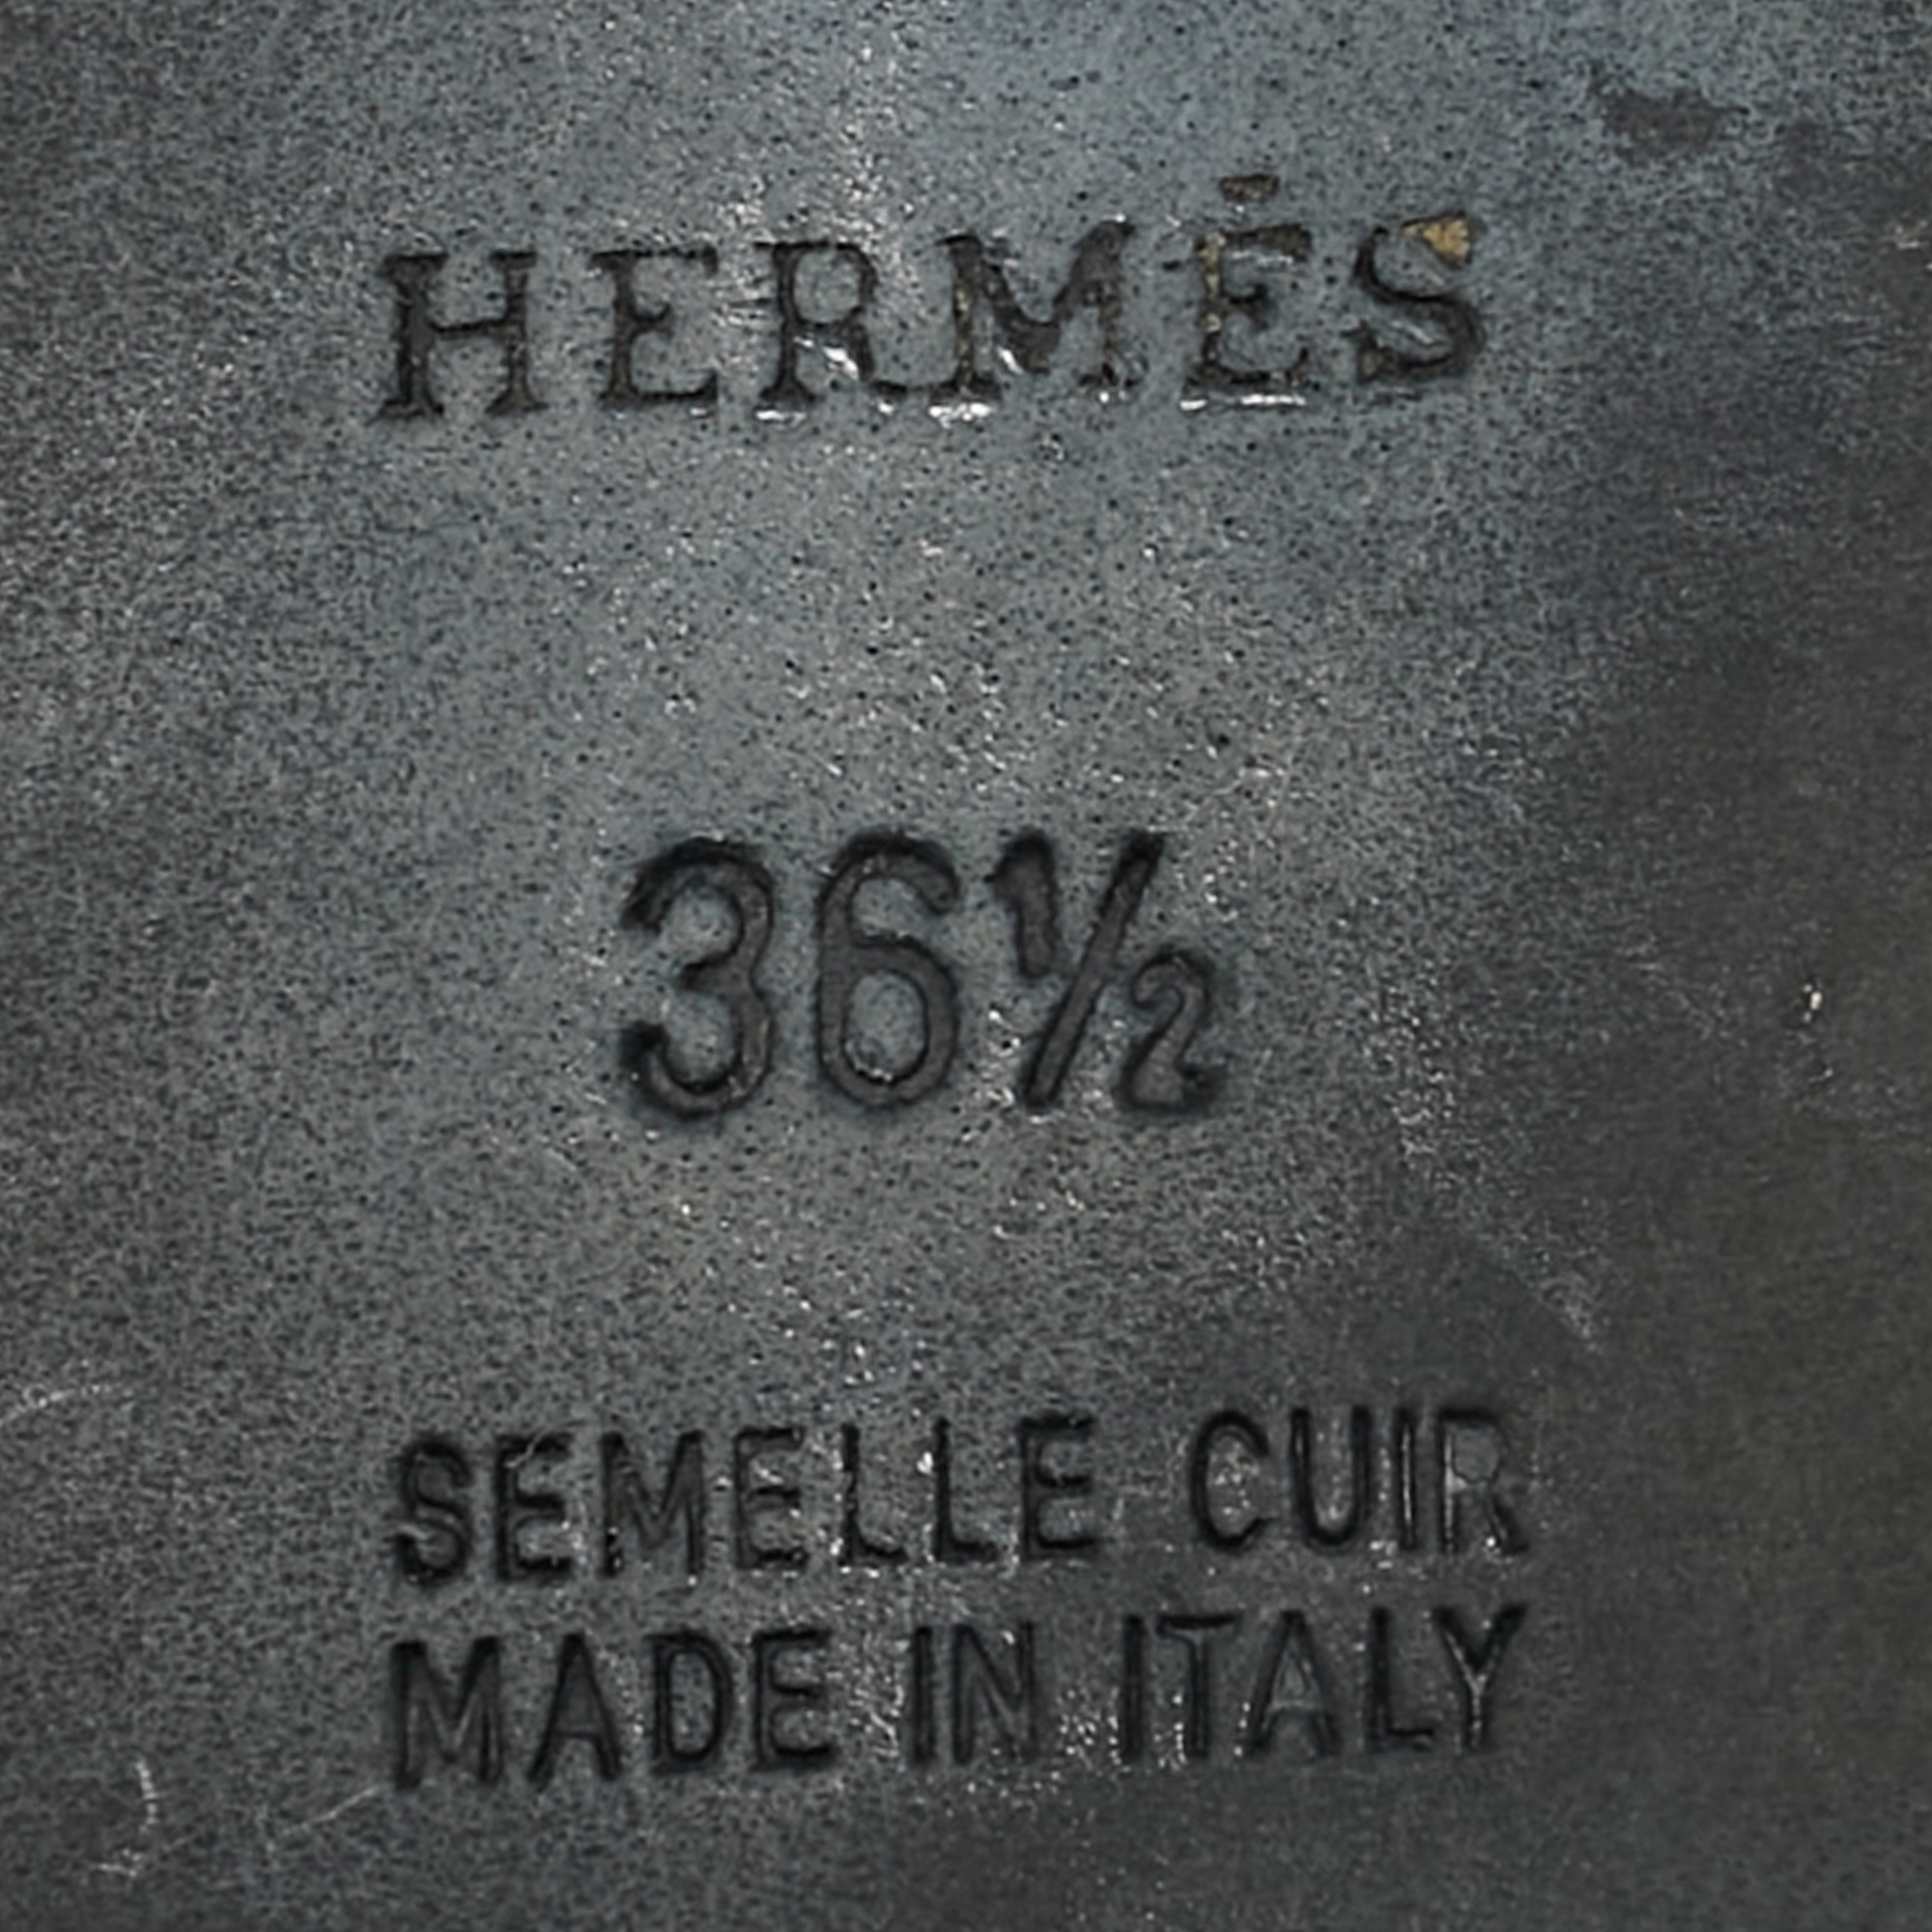 HERMÈS
36½
SEMELLE CUIR
MADE IN ITALY